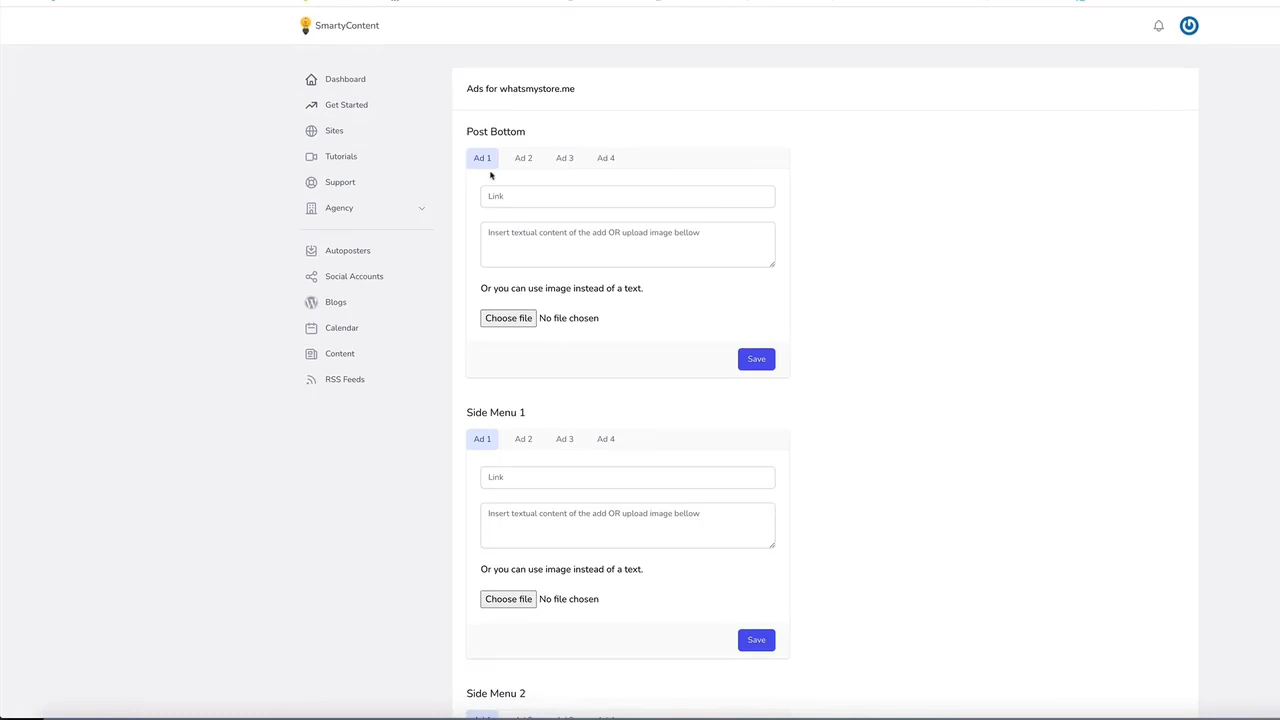 SmartyContent
Dashboard
Get Started
Sites
Tutorials
Support
Agency
Autoposters
Social Accounts
Blogs
Calendar
Content
RSS Feeds
Ads for whatsmystore.me
Post Bottom
Ad 1 Ad 2 Ad 3 Ad 4
Link
Insert textual content of the add OR upload image bellow
Or you can use image instead of a text.
Choose file No file chosen
Save
Side Menu 1
Ad 1 Ad 2 Ad 3 Ad 4
Link
Insert textual content of the add OR upload image bellow
Or you can use image instead of a text.
Choose file No file chosen
Save
Side Menu 2